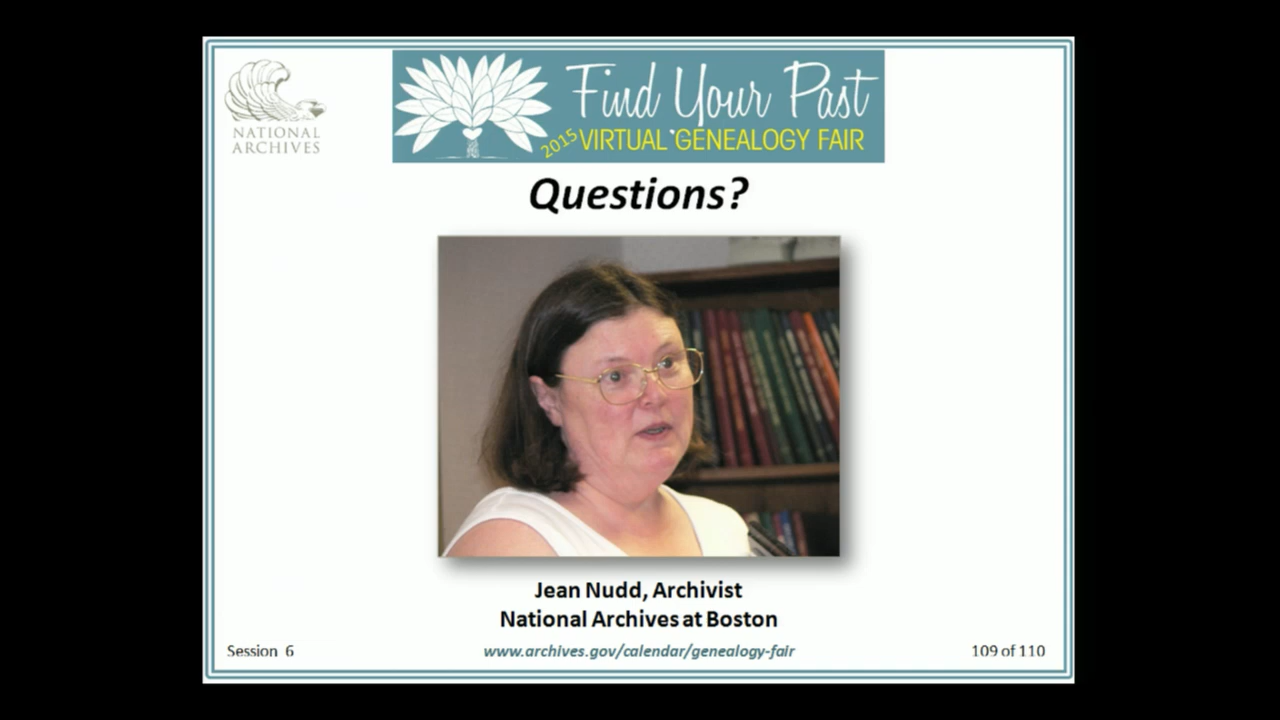 NATIONAL
ARCHIVES
Find Your Past
2015 VIRTUAL GENEALOGY FAIR
Questions?
Jean Nudd, Archivist
National Archives at Boston
Session 6
www.archives.gov/calendar/genealogy-fair
109 of 110